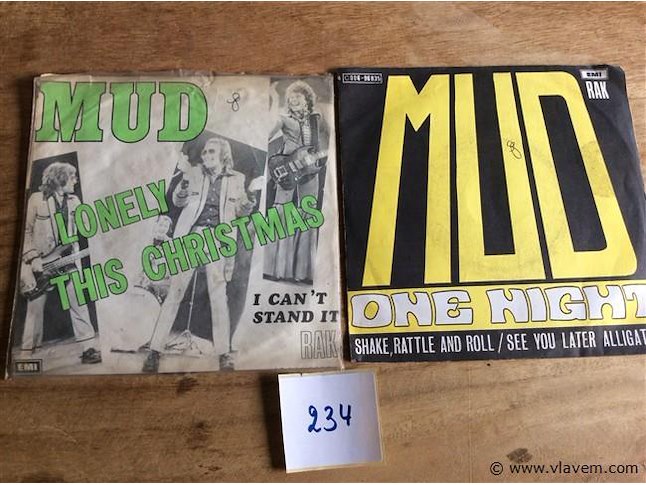 MUD
LONELY
THIS CHRISTMAS
I CAN'T
STAND IT
RAK
EMI
EMI
RAK
MUD
ONE NIGHT
SHAKE, RATTLE AND ROLL / SEE YOU LATER ALLIGAT
234
© www.vlavem.com